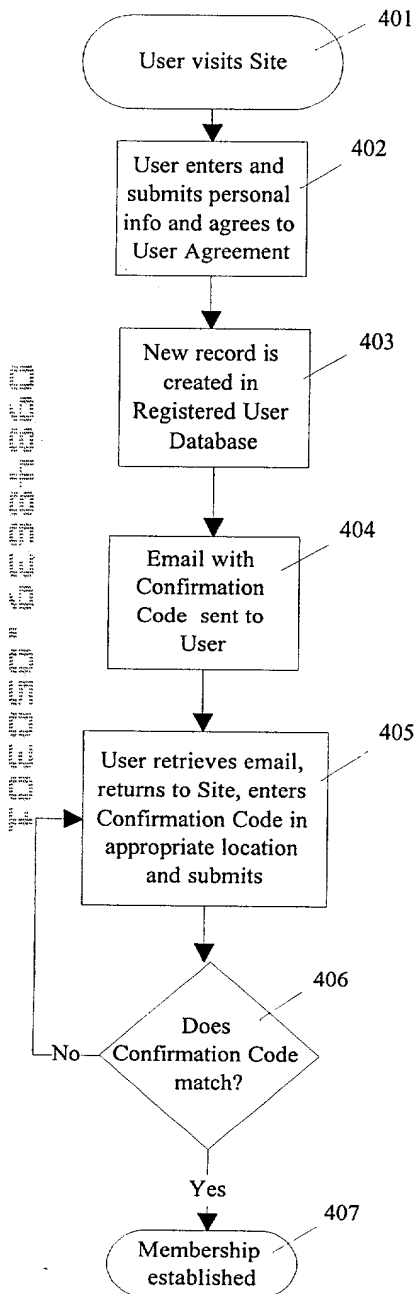 User visits Site
401
User enters and
submits personal
info and agrees to
User Agreement
402
New record is
created in
Registered User
Database
403
Email with
Confirmation
Code sent to
User
404
User retrieves email,
returns to Site, enters
Confirmation Code in
appropriate location
and submits
405
Does
Confirmation Code
match?
406
No
Yes
Membership
established
407